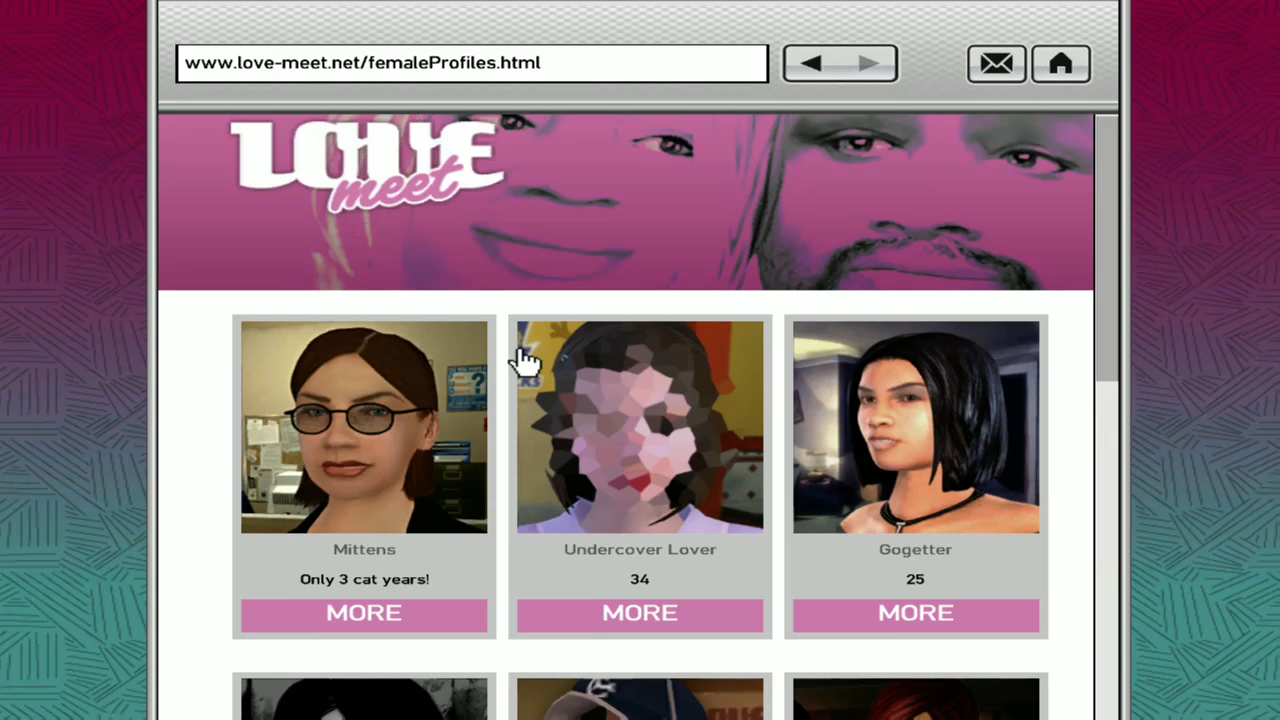 www.love-meet.net/femaleProfiles.html
LOVE
meet
Mittens
Undercover Lover
Gogetter
Only 3 cat years!
34
25
MORE
MORE
MORE